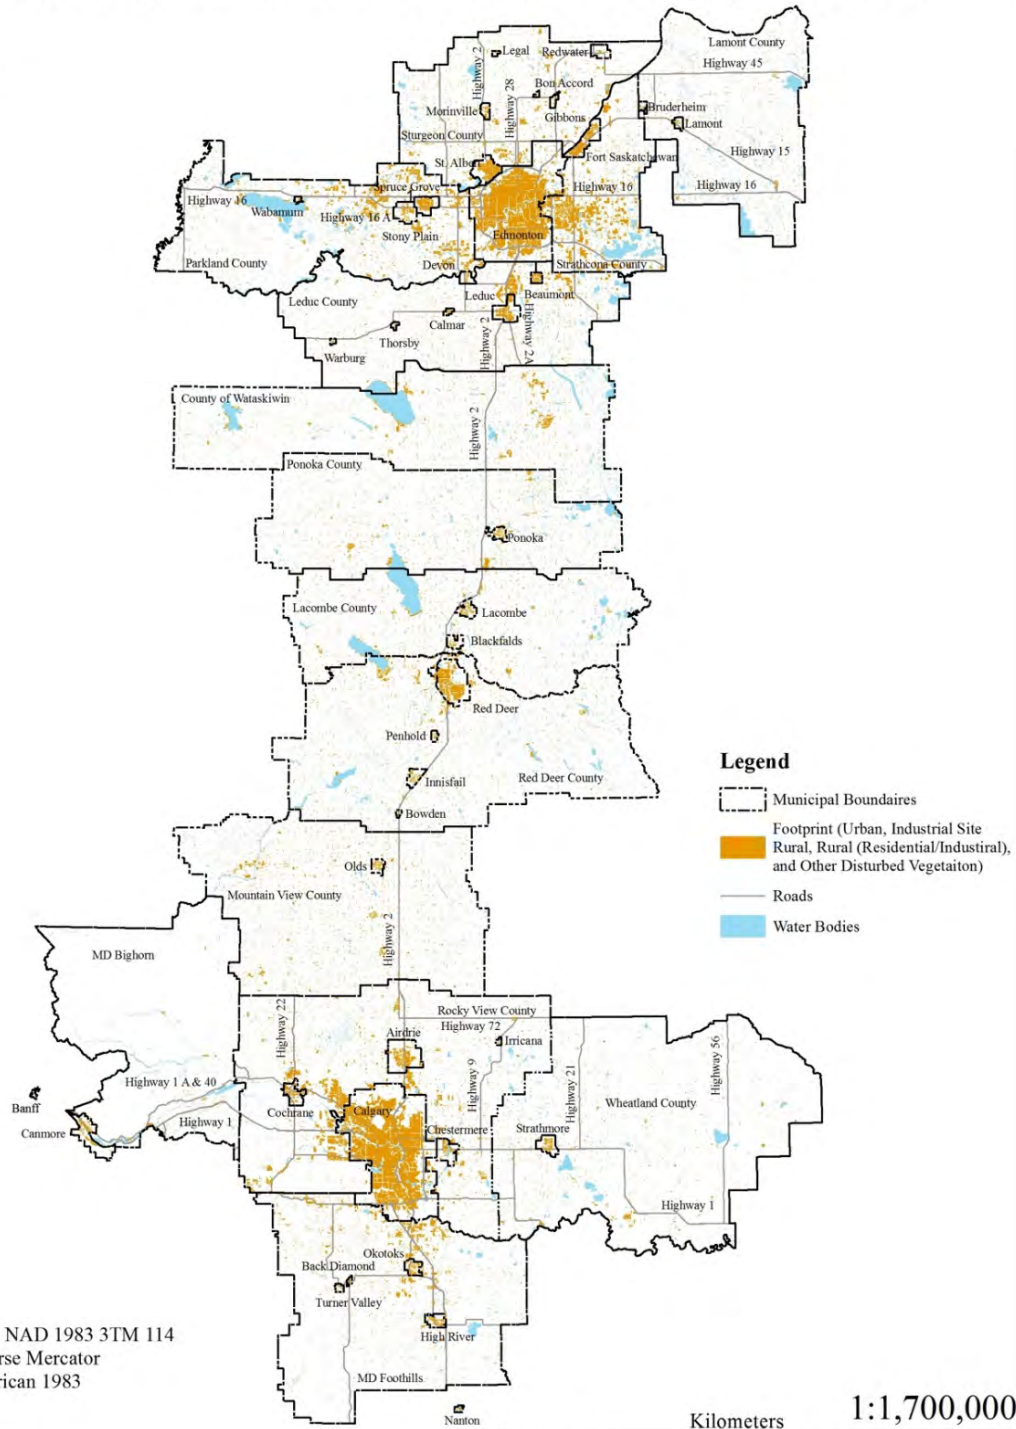 Lamont County
Highway 45
Legal
Redwater
Highway 2
Highway 28
Bon Accord
Morinville
Gibbons
Bruderheim
Lamont
Sturgeon County
Highway 15
St. Albe
Fort Saskatchewan
Spruce Grove
Highway 16
Highway 16
Highway 16
Wabamum
Highway 16 A
Stony Plain
Edmonton
Parkland County
Devon
Strathcona County
Leduc County
Leduc
Beaumont
Calmar
Thorsby
Highway 2
Highway 2A
Warburg
County of Wataskiwin
Highway 2
Ponoka County
Ponoka
Lacombe County
Lacombe
Blackfalds
Red Deer
Penhold
Innisfail
Red Deer County
Bowden
Legend
Municipal Boundaires
Footprint (Urban, Industrial Site
Rural, Rural (Residential/Industiral),
and Other Disturbed Vegetaiton)
Roads
Water Bodies
Olds
Mountain View County
Highway 2
MD Bighorn
Highway 22
Rocky View County
Highway 72
Airdrie
Irricana
Highway 56
Highway 1 A & 40
Highway 9
Highway 21
Banff
Cochrane
Calgary
Wheatland County
Canmore
Highway 1
Chestermere
Strathmore
Highway 1
Okotoks
Back Diamond
Turner Valley
High River
NAD 1983 3TM 114
rse Mercator
rican 1983
MD Foothills
Nanton
Kilometers
1:1,700,000